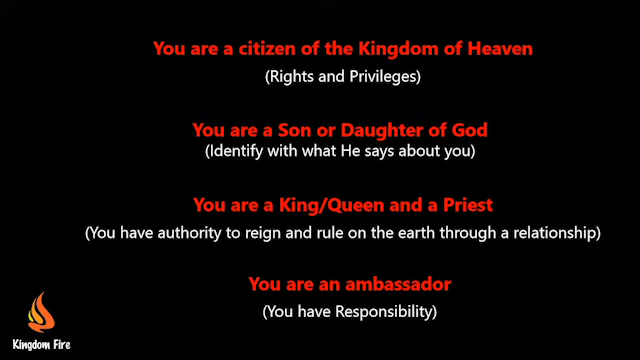 You are a citizen of the Kingdom of Heaven
(Rights and Privileges)
You are a Son or Daughter of God
(Identify with what He says about you)
You are a King/Queen and a Priest
(You have authority to reign and rule on the earth through a relationship)
You are an ambassador
(You have Responsibility)
Kingdom Fire